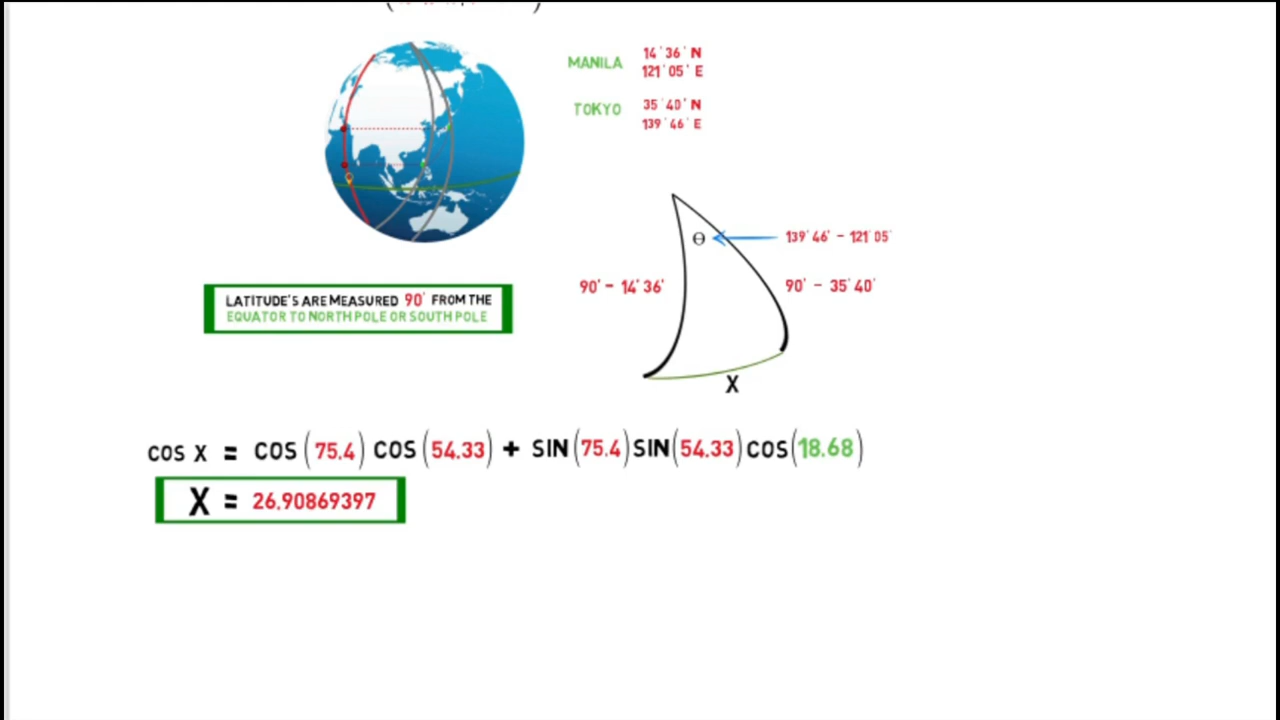 MANILA 14°36' N
121°05' E
TOKYO 35°40' N
139°46' E
θ 139°46' - 121°05'
90° - 14°36' 90° - 35°40'
LATITUDE'S ARE MEASURED 90° FROM THE
EQUATOR TO NORTH POLE OR SOUTH POLE
X
COS X = COS (75.4) COS (54.33) + SIN (75.4) SIN (54.33) COS (18.68)
X = 26.90869397